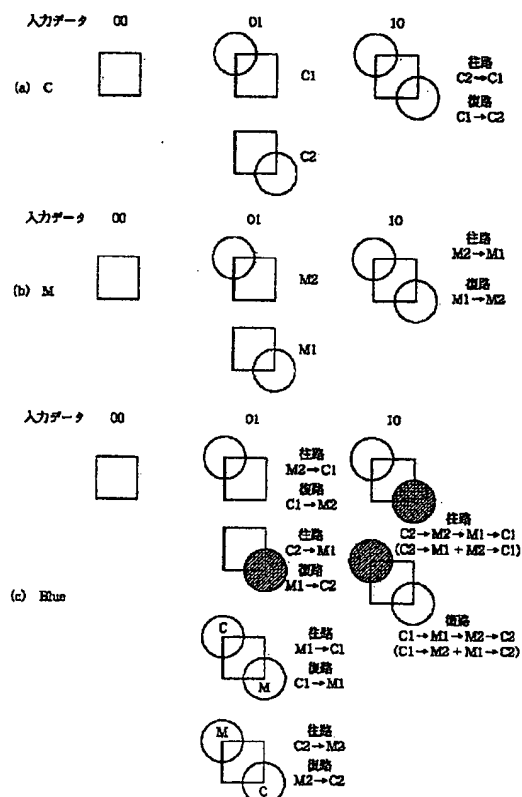 入力データ 00 01 10
(a) C
C1
往路
C2→C1
復路
C1→C2
C2
入力データ 00 01 10
(b) M
M2
往路
M2→M1
復路
M1→M2
M1
入力データ 00 01 10
(c) Blue
往路
M2→C1
復路
C1→M2
往路
C2→M1
復路
M1→C2
往路
C2→M2→M1→C1
(C2→M1+M2→C1)
復路
C1→M1→M2→C2
(C1→M2+M1→C2)
C
M
往路
M1→C1
復路
C1→M1
M
C
往路
C2→M2
復路
M2→C2